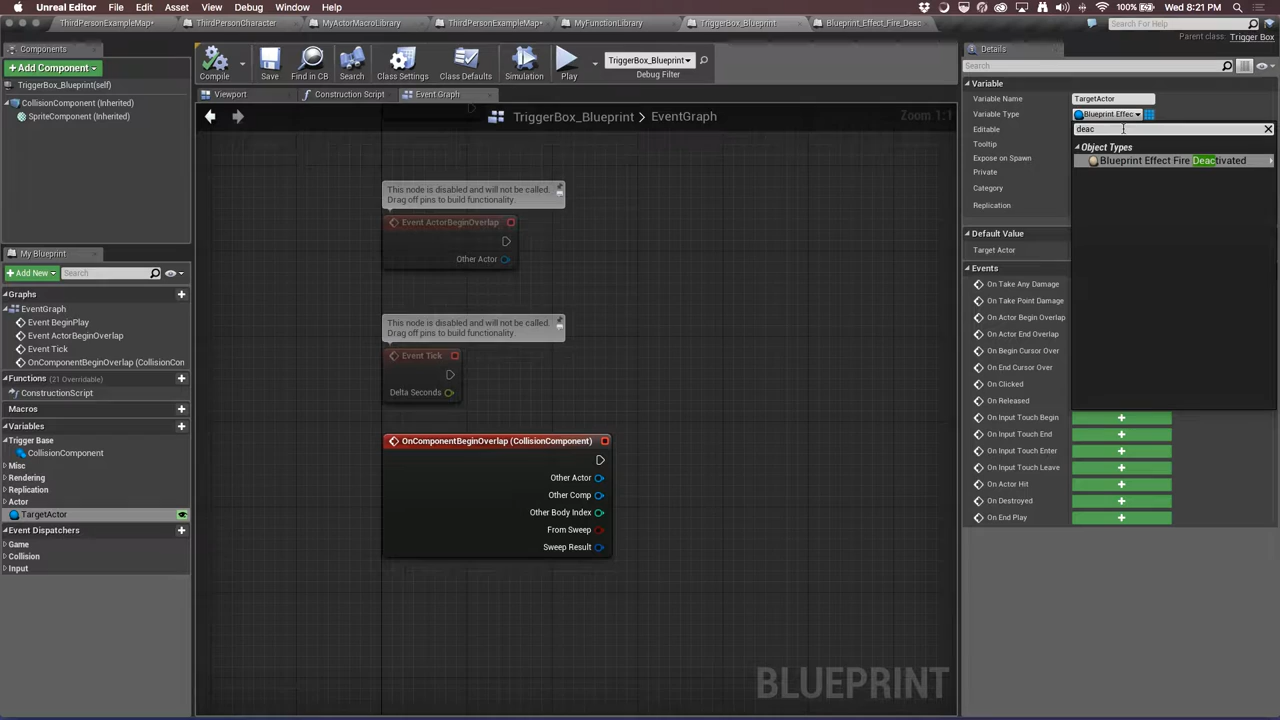 Unreal Editor File Edit Asset View Debug Window Help
100% Wed 8:21 PM
ThirdPersonExampleMap* ThirdPersonCharacter MyActorMacroLibrary ThirdPersonExampleMap* MyFunctionLibrary TriggerBox_Blueprint Blueprint_Effect_Fire_Deac Search For Help
Parent class: Trigger Box
Components
Add Component
TriggerBox_Blueprint(self)
CollisionComponent (Inherited)
SpriteComponent (Inherited)
My Blueprint
Add New Search
Graphs
EventGraph
Event BeginPlay
Event ActorBeginOverlap
Event Tick
OnComponentBeginOverlap (CollisionCon
Functions (21 Overridable)
ConstructionScript
Macros
Variables
Trigger Base
CollisionComponent
Misc
Rendering
Replication
Actor
TargetActor
Event Dispatchers
Game
Collision
Input
Compile Save Find in CB Search Class Settings Class Defaults Simulation Play
TriggerBox_Blueprint
Debug Filter
Viewport Construction Script Event Graph
TriggerBox_Blueprint > EventGraph
Zoom 1:1
This node is disabled and will not be called.
Drag off pins to build functionality.
Event ActorBeginOverlap
Other Actor
This node is disabled and will not be called.
Drag off pins to build functionality.
Event Tick
Delta Seconds
OnComponentBeginOverlap (CollisionComponent)
Other Actor
Other Comp
Other Body Index
From Sweep
Sweep Result
BLUEPRINT
Details
Search
Variable
Variable Name TargetActor
Variable Type Blueprint Effec
Editable
Tooltip
Expose on Spawn
Private
Category
Replication
deac
Object Types
Blueprint Effect Fire Deactivated
Default Value
Target Actor
Events
On Take Any Damage
On Take Point Damage
On Actor Begin Overlap
On Actor End Overlap
On Begin Cursor Over
On End Cursor Over
On Clicked
On Released
On Input Touch Begin
On Input Touch End
On Input Touch Enter
On Input Touch Leave
On Actor Hit
On Destroyed
On End Play